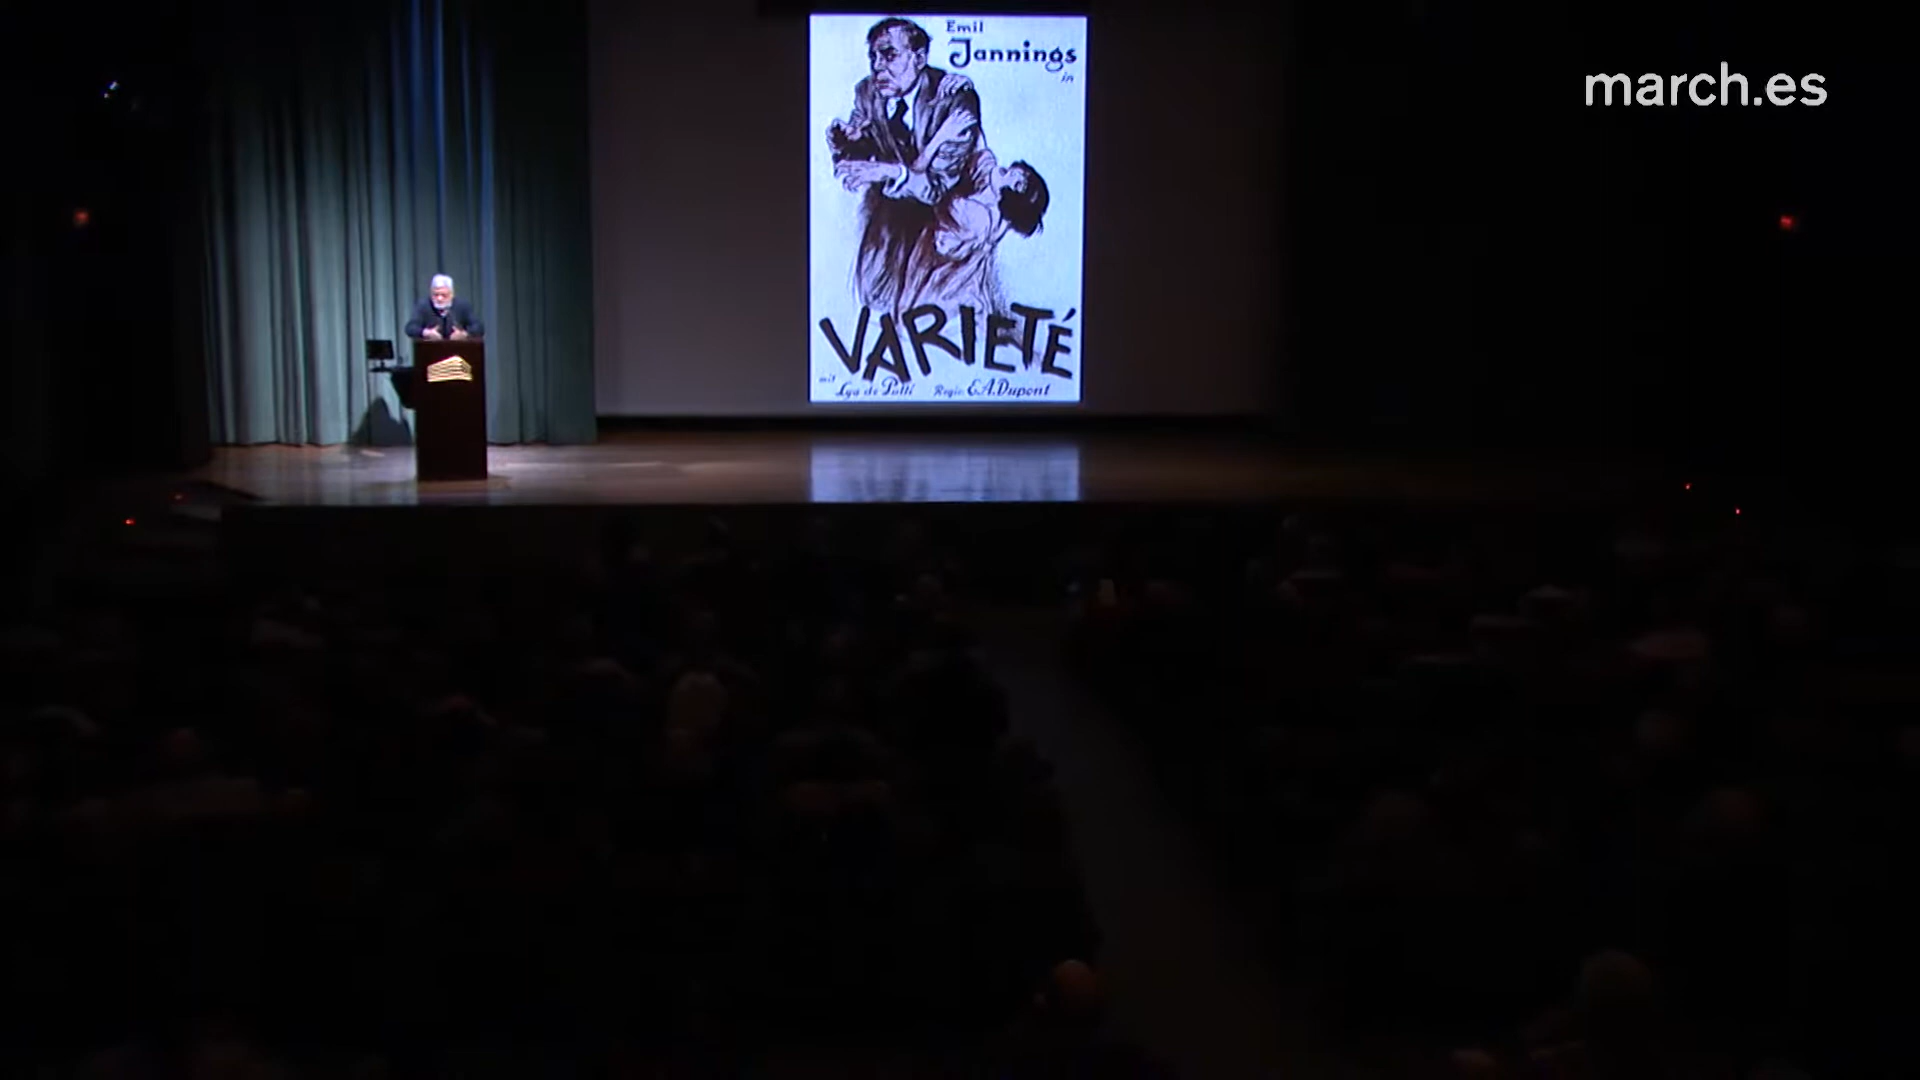 Emil
Jannings
in
VARIETÉ
mit Lya de Putti Regie E.A.Dupont
march.es